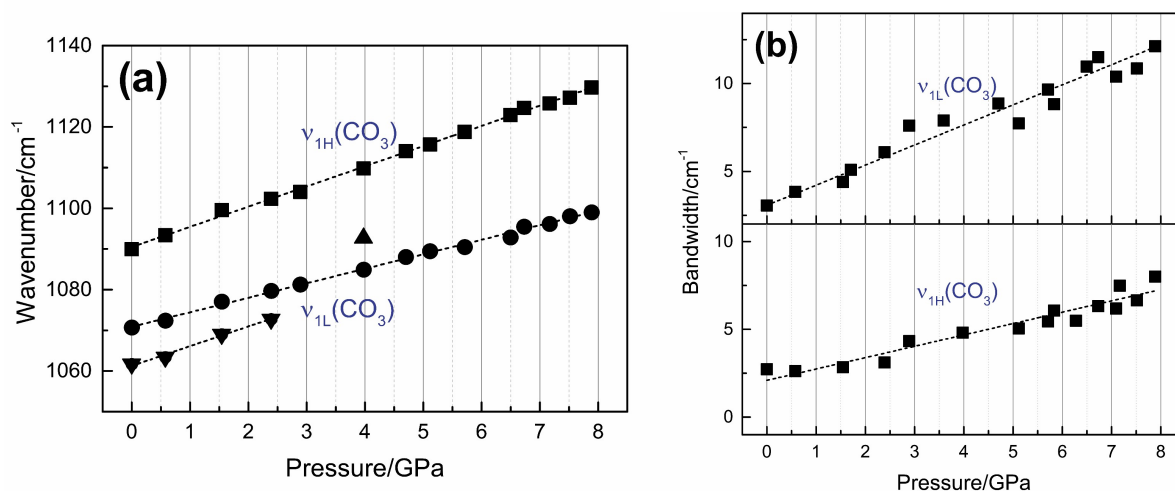 (a)
1140
1120
1100
1080
1060
Wavenumber/cm⁻¹
ν₁H(CO₃)
ν₁L(CO₃)
0 1 2 3 4 5 6 7 8
Pressure/GPa
(b)
10
5
ν₁L(CO₃)
Bandwidth/cm⁻¹
10
5
0
ν₁H(CO₃)
0 1 2 3 4 5 6 7 8
Pressure/GPa